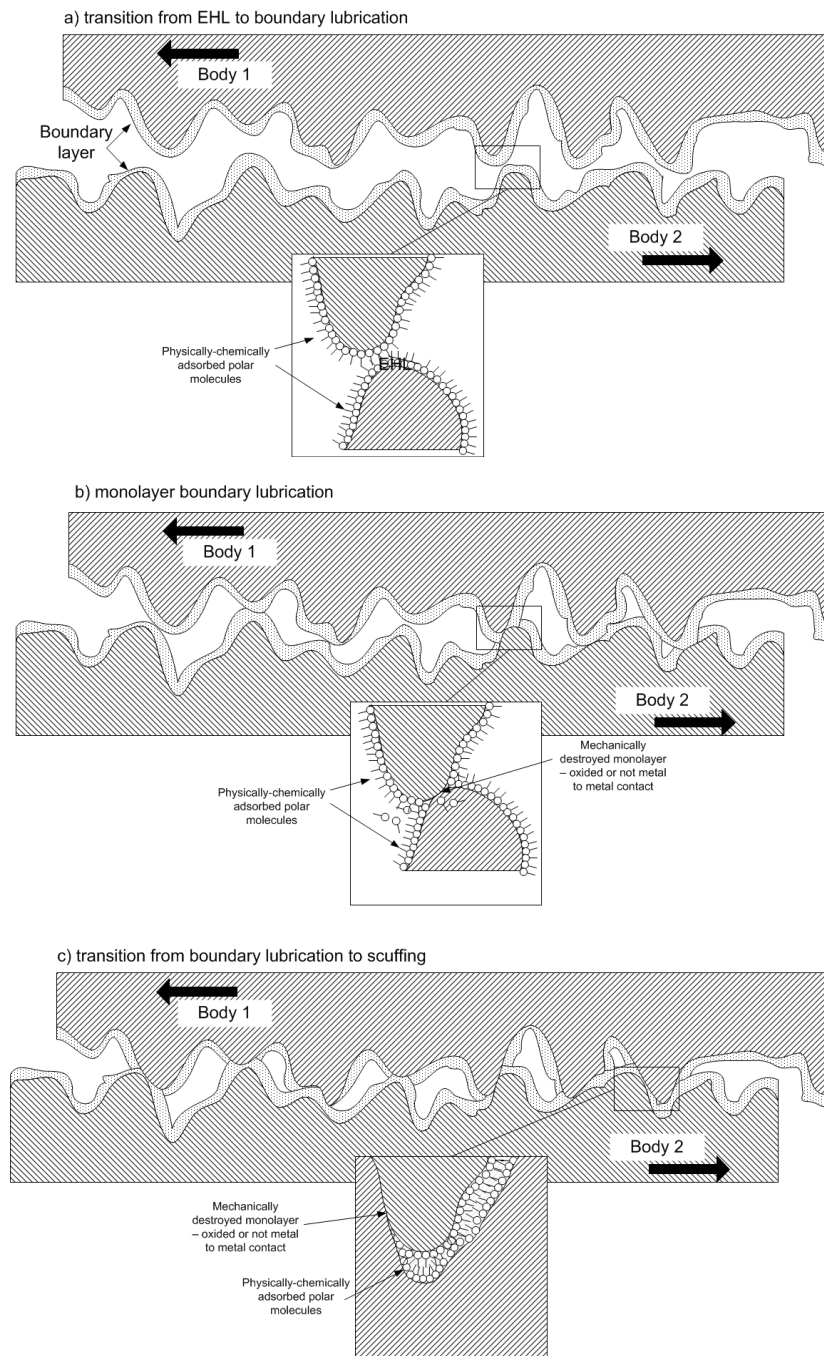 a) transition from EHL to boundary lubrication
Body 1
Boundary
layer
Body 2
Physically-chemically
adsorbed polar
molecules
EHL
b) monolayer boundary lubrication
Body 1
Body 2
Mechanically
destroyed monolayer
– oxided or not metal
to metal contact
Physically-chemically
adsorbed polar
molecules
c) transition from boundary lubrication to scuffing
Body 1
Body 2
Mechanically
destroyed monolayer
– oxided or not metal
to metal contact
Physically-chemically
adsorbed polar
molecules